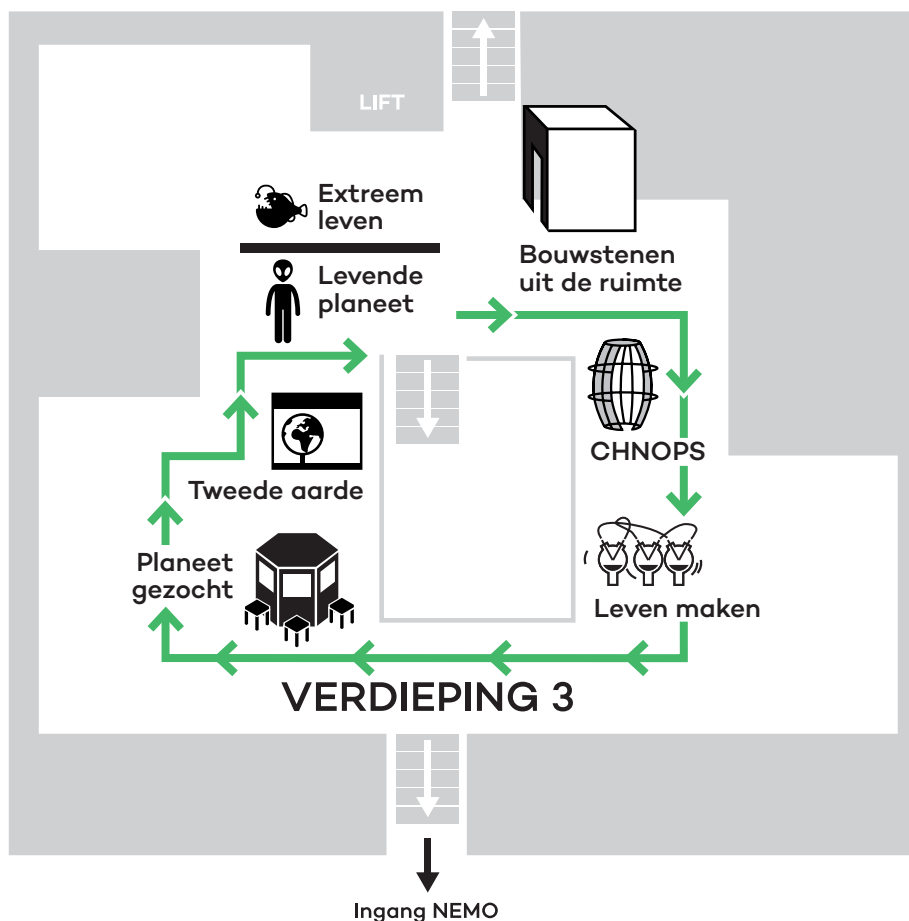 LIFT
Extreem
leven
Levende
planeet
Bouwstenen
uit de ruimte
CHNOPS
Tweede aarde
Planeet
gezocht
Leven maken
VERDIEPING 3
Ingang NEMO